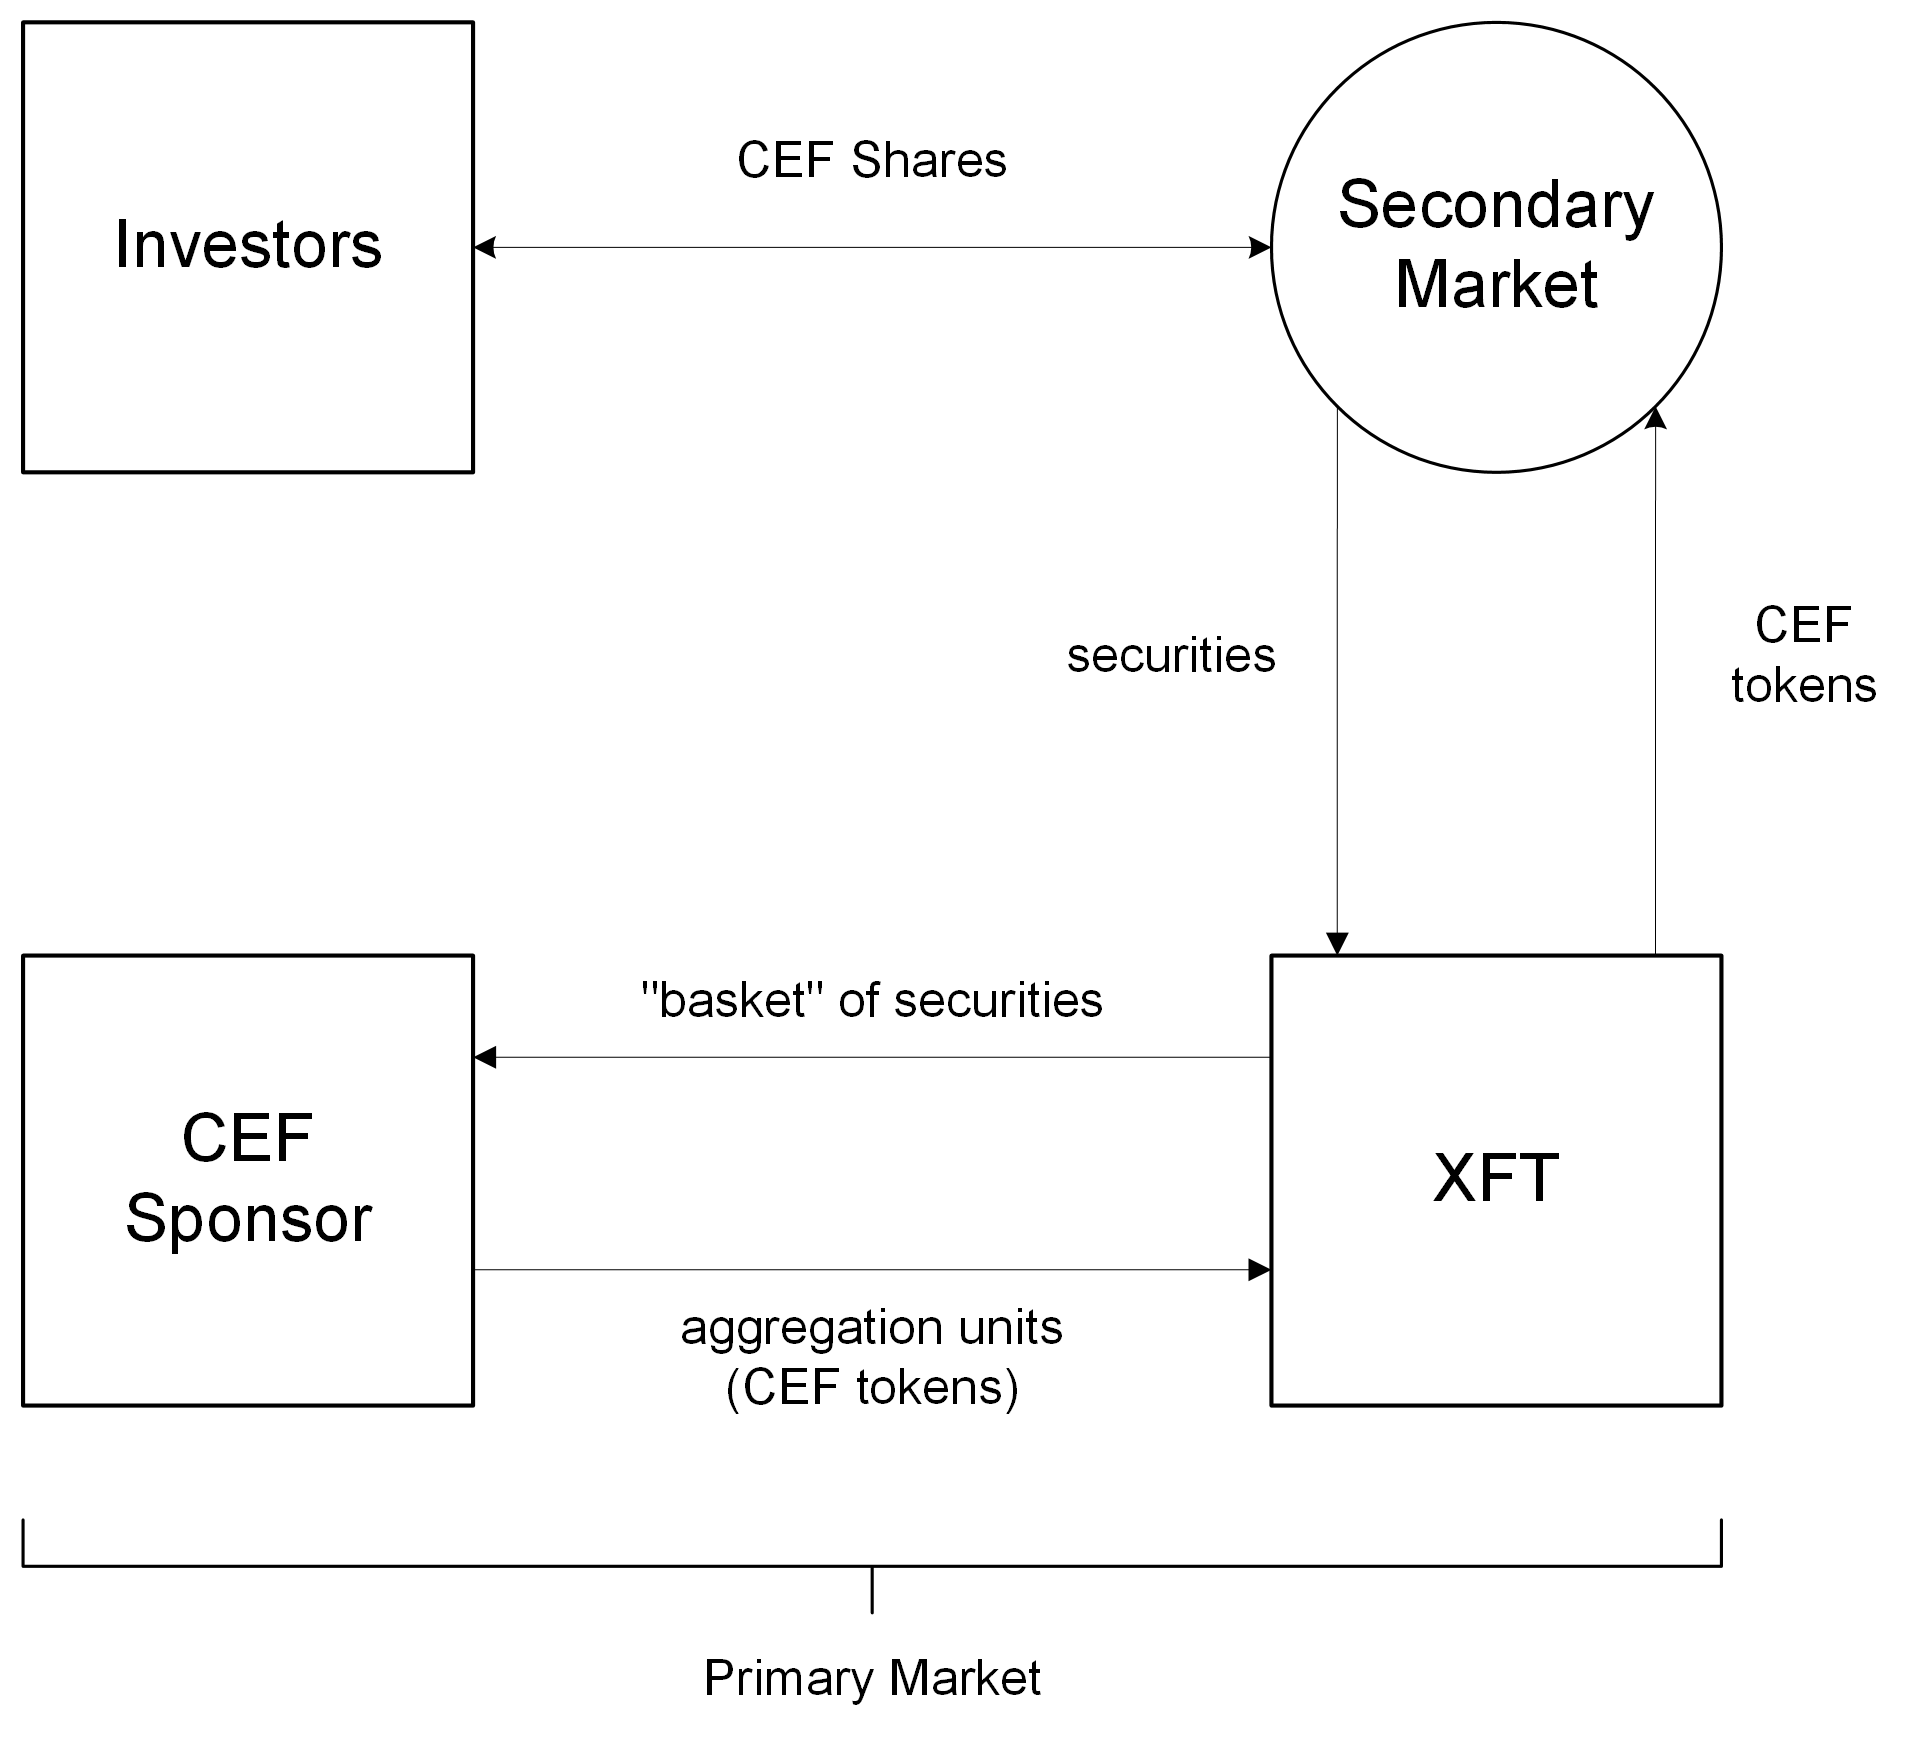 CEF Shares
Investors
Secondary
Market
securities
CEF
tokens
"basket" of securities
CEF
Sponsor
XFT
aggregation units
(CEF tokens)
Primary Market